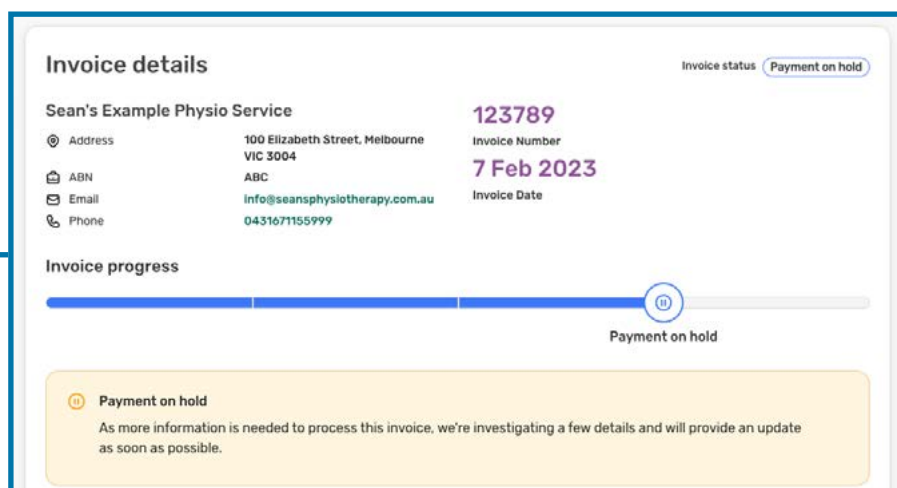 Invoice details
Invoice status Payment on hold
Sean's Example Physio Service
Address 100 Elizabeth Street, Melbourne
VIC 3004
ABN ABC
Email info@seansphysiotherapy.com.au
Phone 0431671155999
123789
Invoice Number
7 Feb 2023
Invoice Date
Invoice progress
Payment on hold
Payment on hold
As more information is needed to process this invoice, we're investigating a few details and will provide an update
as soon as possible.